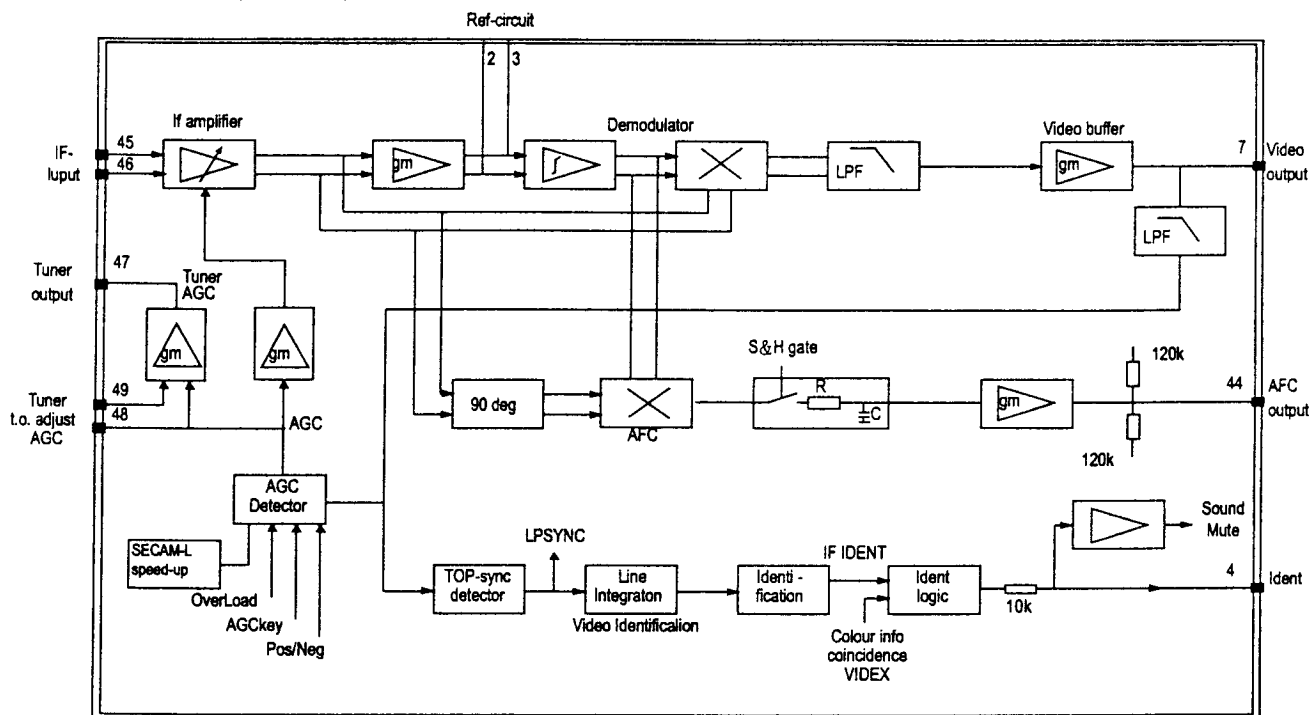 Ref-circuit
2
3
If amplifier
Demodulator
Video buffer
IF-
Iuput
45
46
gm
ʃ
LPF
gm
7
Video
output
LPF
Tuner
output
47
Tuner
AGC
gm
gm
S&H gate
120k
Tuner
t.o. adjust
AGC
49
48
90 deg
AFC
R
C
gm
44
AFC
output
120k
AGC
AGC
Detector
SECAM-L
speed-up
OverLoad
AGCkey
Pos/Neg
LPSYNC
TOP-sync
detector
Line
Integraton
Video Identificalion
Identi -
fication
IF IDENT
Ident
logic
Colour info
coincidence
VIDEX
10k
Sound
Mute
4
Ident